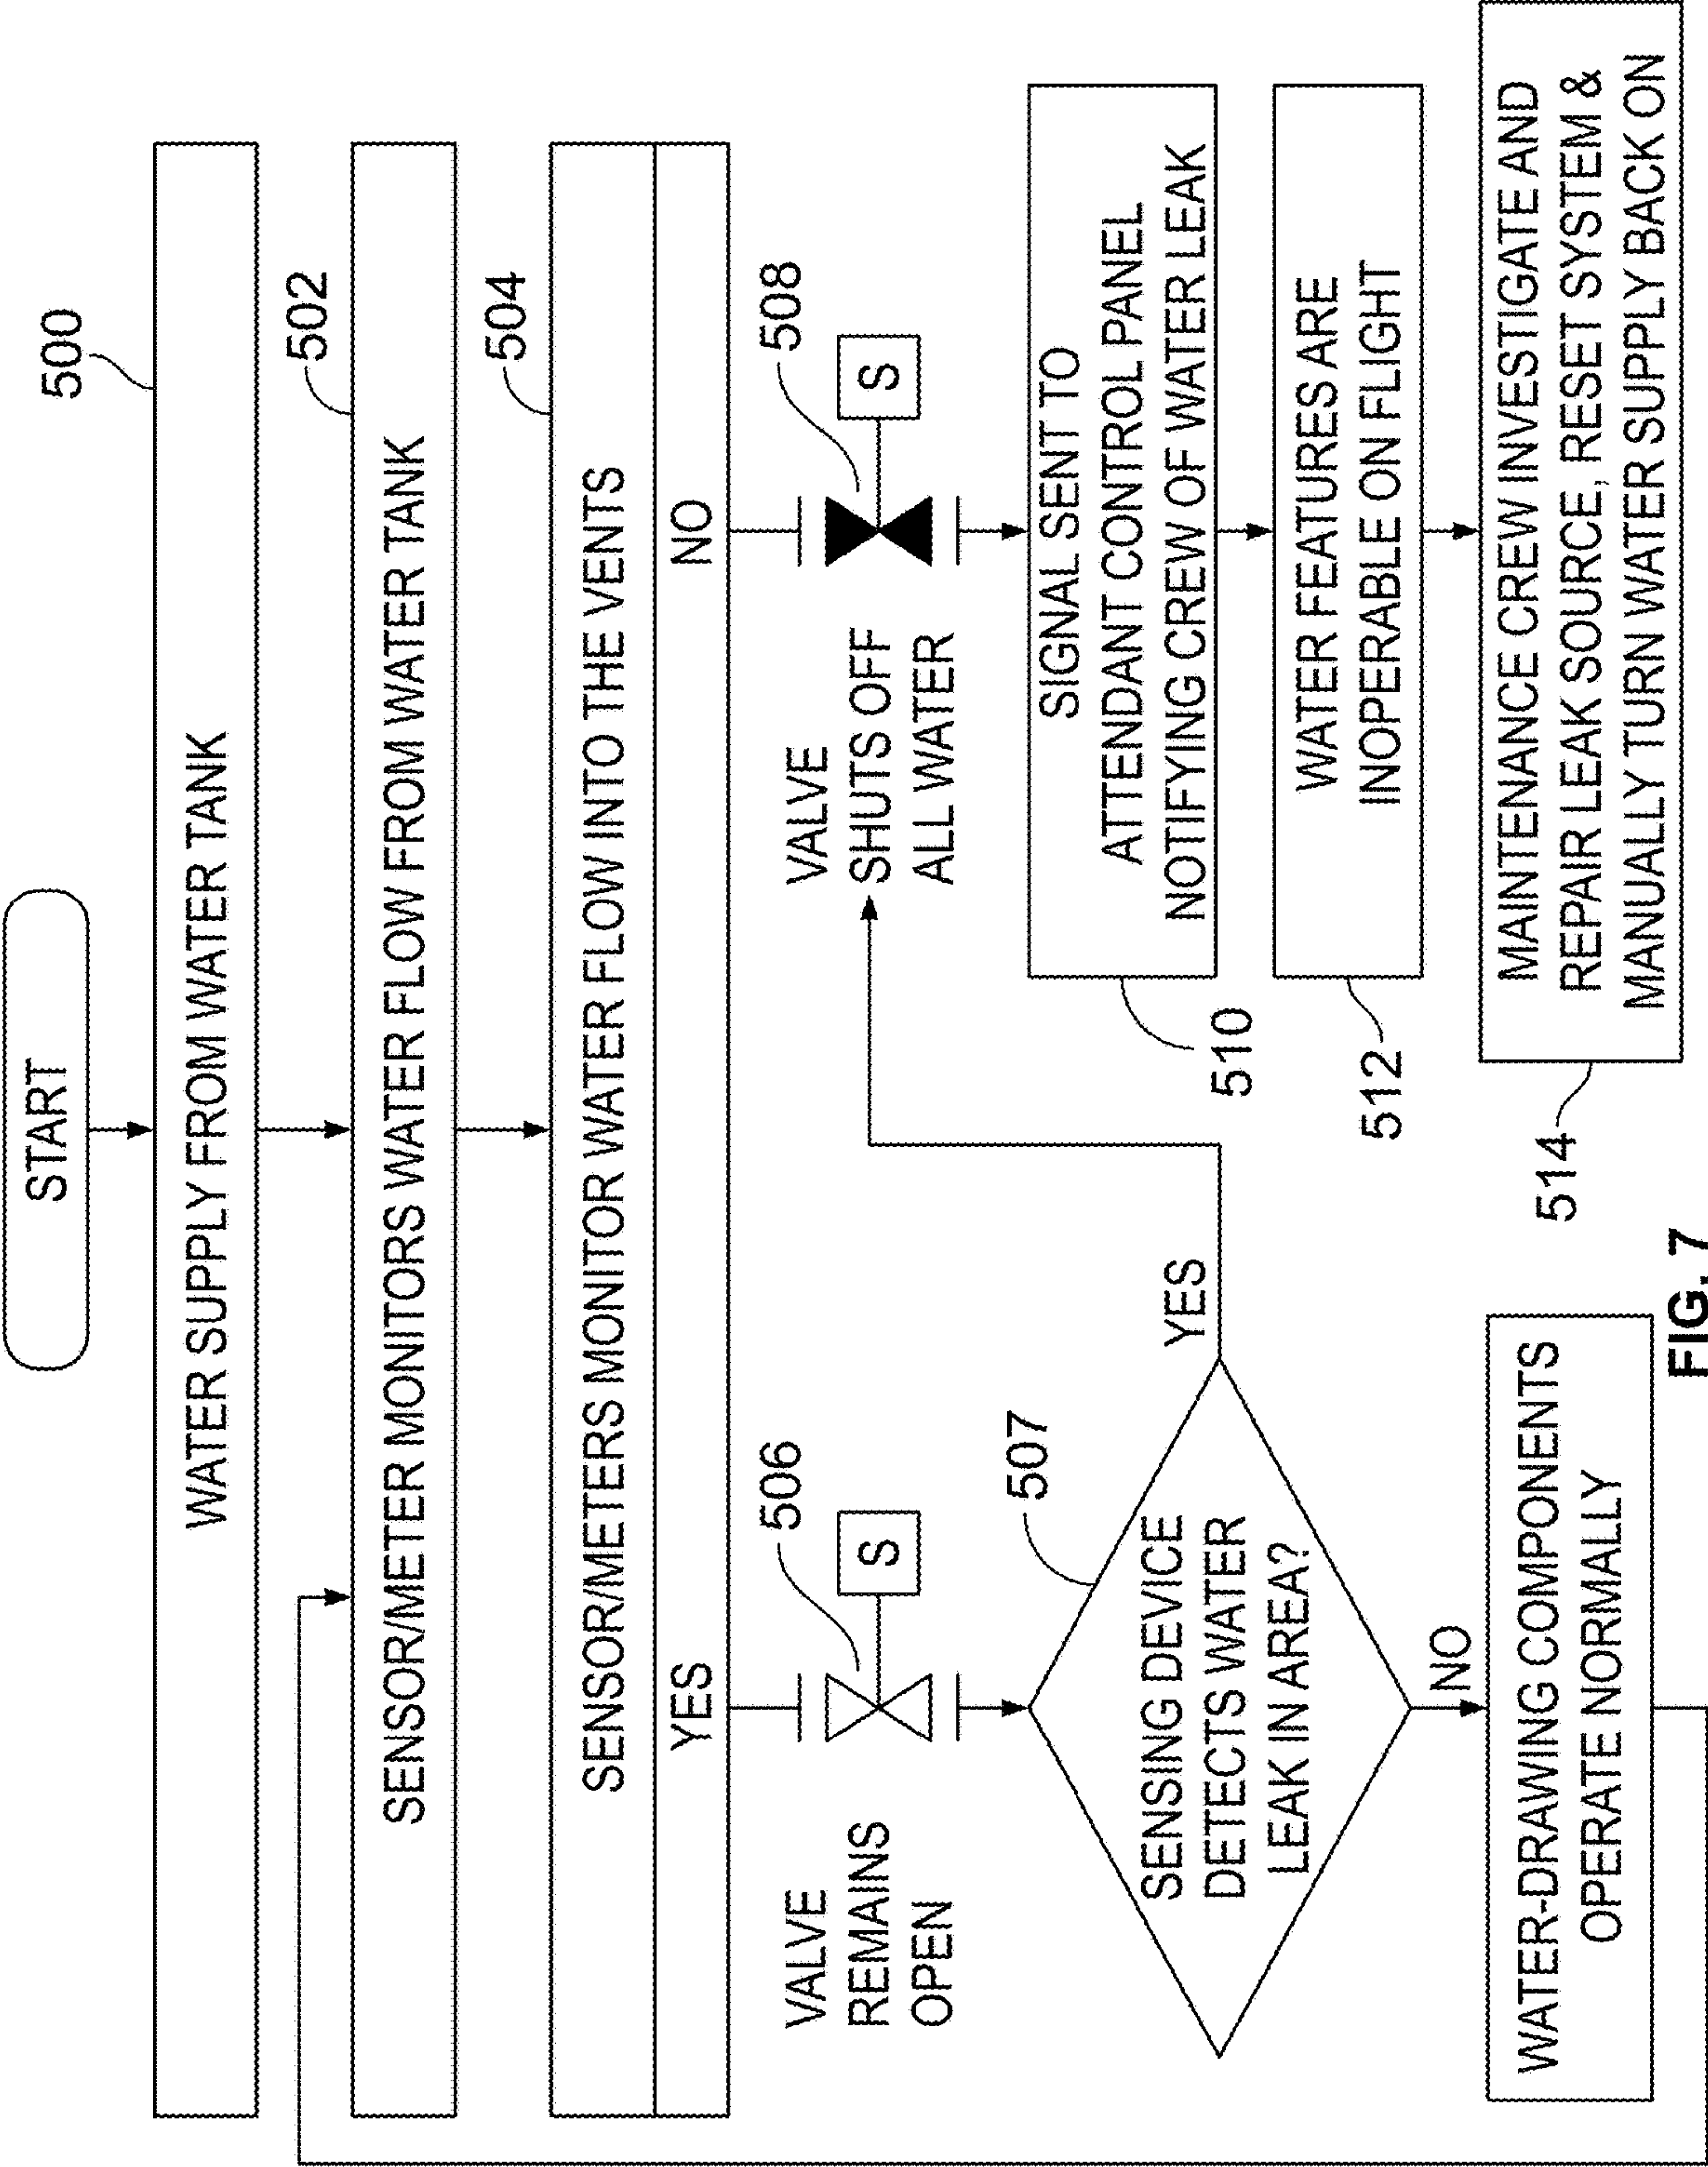 START
500
WATER SUPPLY FROM WATER TANK
502
SENSOR/METER MONITORS WATER FLOW FROM WATER TANK
504
SENSOR/METERS MONITOR WATER FLOW INTO THE VENTS
YES
NO
VALVE
REMAINS
OPEN
506
S
VALVE
SHUTS OFF
ALL WATER
508
S
507
SENSING DEVICE
DETECTS WATER
LEAK IN AREA?
YES
NO
WATER-DRAWING COMPONENTS
OPERATE NORMALLY
SIGNAL SENT TO
ATTENDANT CONTROL PANEL
NOTIFYING CREW OF WATER LEAK
510
WATER FEATURES ARE
INOPERABLE ON FLIGHT
512
MAINTENANCE CREW INVESTIGATE AND
REPAIR LEAK SOURCE, RESET SYSTEM &
MANUALLY TURN WATER SUPPLY BACK ON
514
FIG. 7